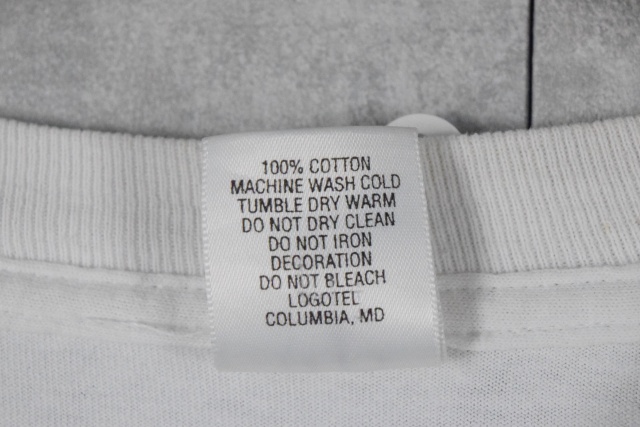 100% COTTON
MACHINE WASH COLD
TUMBLE DRY WARM
DO NOT DRY CLEAN
DO NOT IRON
DECORATION
DO NOT BLEACH
LOGOTEL
COLUMBIA, MD